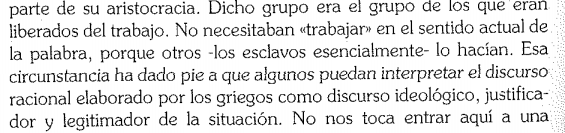 parte de su aristocracia. Dicho grupo era el grupo de los que eran
liberados del trabajo. No necesitaban «trabajar» en el sentido actual de
la palabra, porque otros -los esclavos esencialmente- lo hacían. Esa
circunstancia ha dado pie a que algunos puedan interpretar el discurso
racional elaborado por los griegos como discurso ideológico, justifica-
dor y legitimador de la situación. No nos toca entrar aquí a una